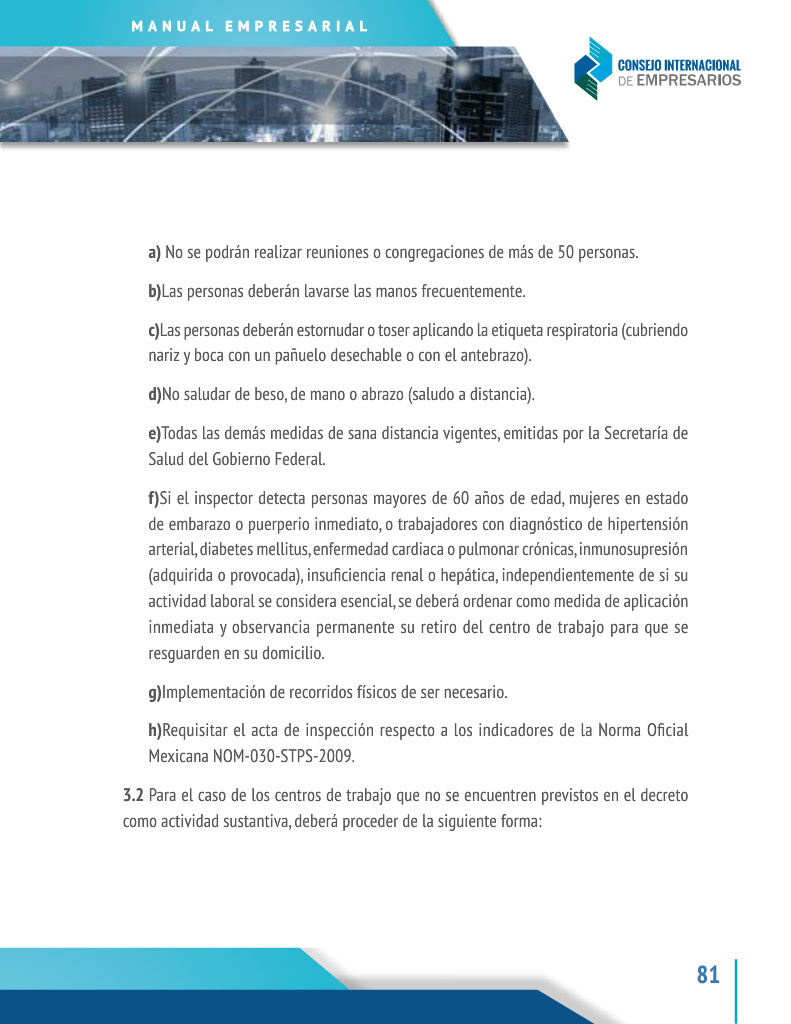 MANUAL EMPRESARIAL
CONSEJO INTERNACIONAL
DE EMPRESARIOS
a) No se podrán realizar reuniones o congregaciones de más de 50 personas.
b)Las personas deberán lavarse las manos frecuentemente.
c)Las personas deberán estornudar o toser aplicando la etiqueta respiratoria (cubriendo
nariz y boca con un pañuelo desechable o con el antebrazo).
d)No saludar de beso, de mano o abrazo (saludo a distancia).
e)Todas las demás medidas de sana distancia vigentes, emitidas por la Secretaría de
Salud del Gobierno Federal.
f)Si el inspector detecta personas mayores de 60 años de edad, mujeres en estado
de embarazo o puerperio inmediato, o trabajadores con diagnóstico de hipertensión
arterial, diabetes mellitus, enfermedad cardiaca o pulmonar crónicas, inmunosupresión
(adquirida o provocada), insuficiencia renal o hepática, independientemente de si su
actividad laboral se considera esencial, se deberá ordenar como medida de aplicación
inmediata y observancia permanente su retiro del centro de trabajo para que se
resguarden en su domicilio.
g)Implementación de recorridos físicos de ser necesario.
h)Requisitar el acta de inspección respecto a los indicadores de la Norma Oficial
Mexicana NOM-030-STPS-2009.
3.2 Para el caso de los centros de trabajo que no se encuentren previstos en el decreto
como actividad sustantiva, deberá proceder de la siguiente forma:
81